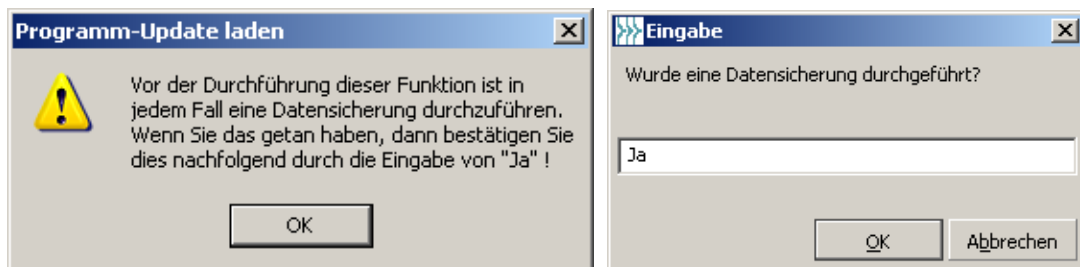 Programm-Update laden
Vor der Durchführung dieser Funktion ist in
jedem Fall eine Datensicherung durchzuführen.
Wenn Sie das getan haben, dann bestätigen Sie
dies nachfolgend durch die Eingabe von "Ja" !
OK
Eingabe
Wurde eine Datensicherung durchgeführt?
Ja
OK
Abbrechen